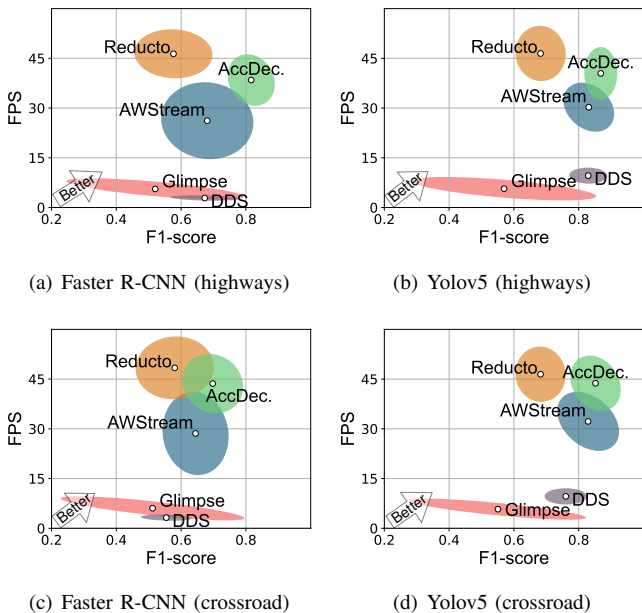 45
30
15
0
FPS
Reducto
AccDec.
AWStream
Glimpse
DDS
Better
0.2 0.4 0.6 0.8
F1-score
(a) Faster R-CNN (highways)
45
30
15
0
FPS
Reducto
AccDec.
AWStream
Glimpse
DDS
Better
0.2 0.4 0.6 0.8
F1-score
(b) Yolov5 (highways)
45
30
15
0
FPS
Reducto
AccDec.
AWStream
Glimpse
DDS
Better
0.2 0.4 0.6 0.8
F1-score
(c) Faster R-CNN (crossroad)
45
30
15
0
FPS
Reducto
AccDec.
AWStream
DDS
Glimpse
Better
0.2 0.4 0.6 0.8
F1-score
(d) Yolov5 (crossroad)